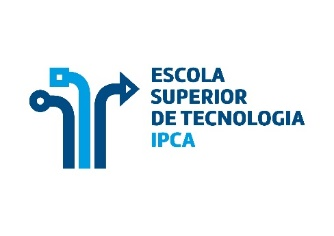 ESCOLA
SUPERIOR
DE TECNOLOGIA
IPCA